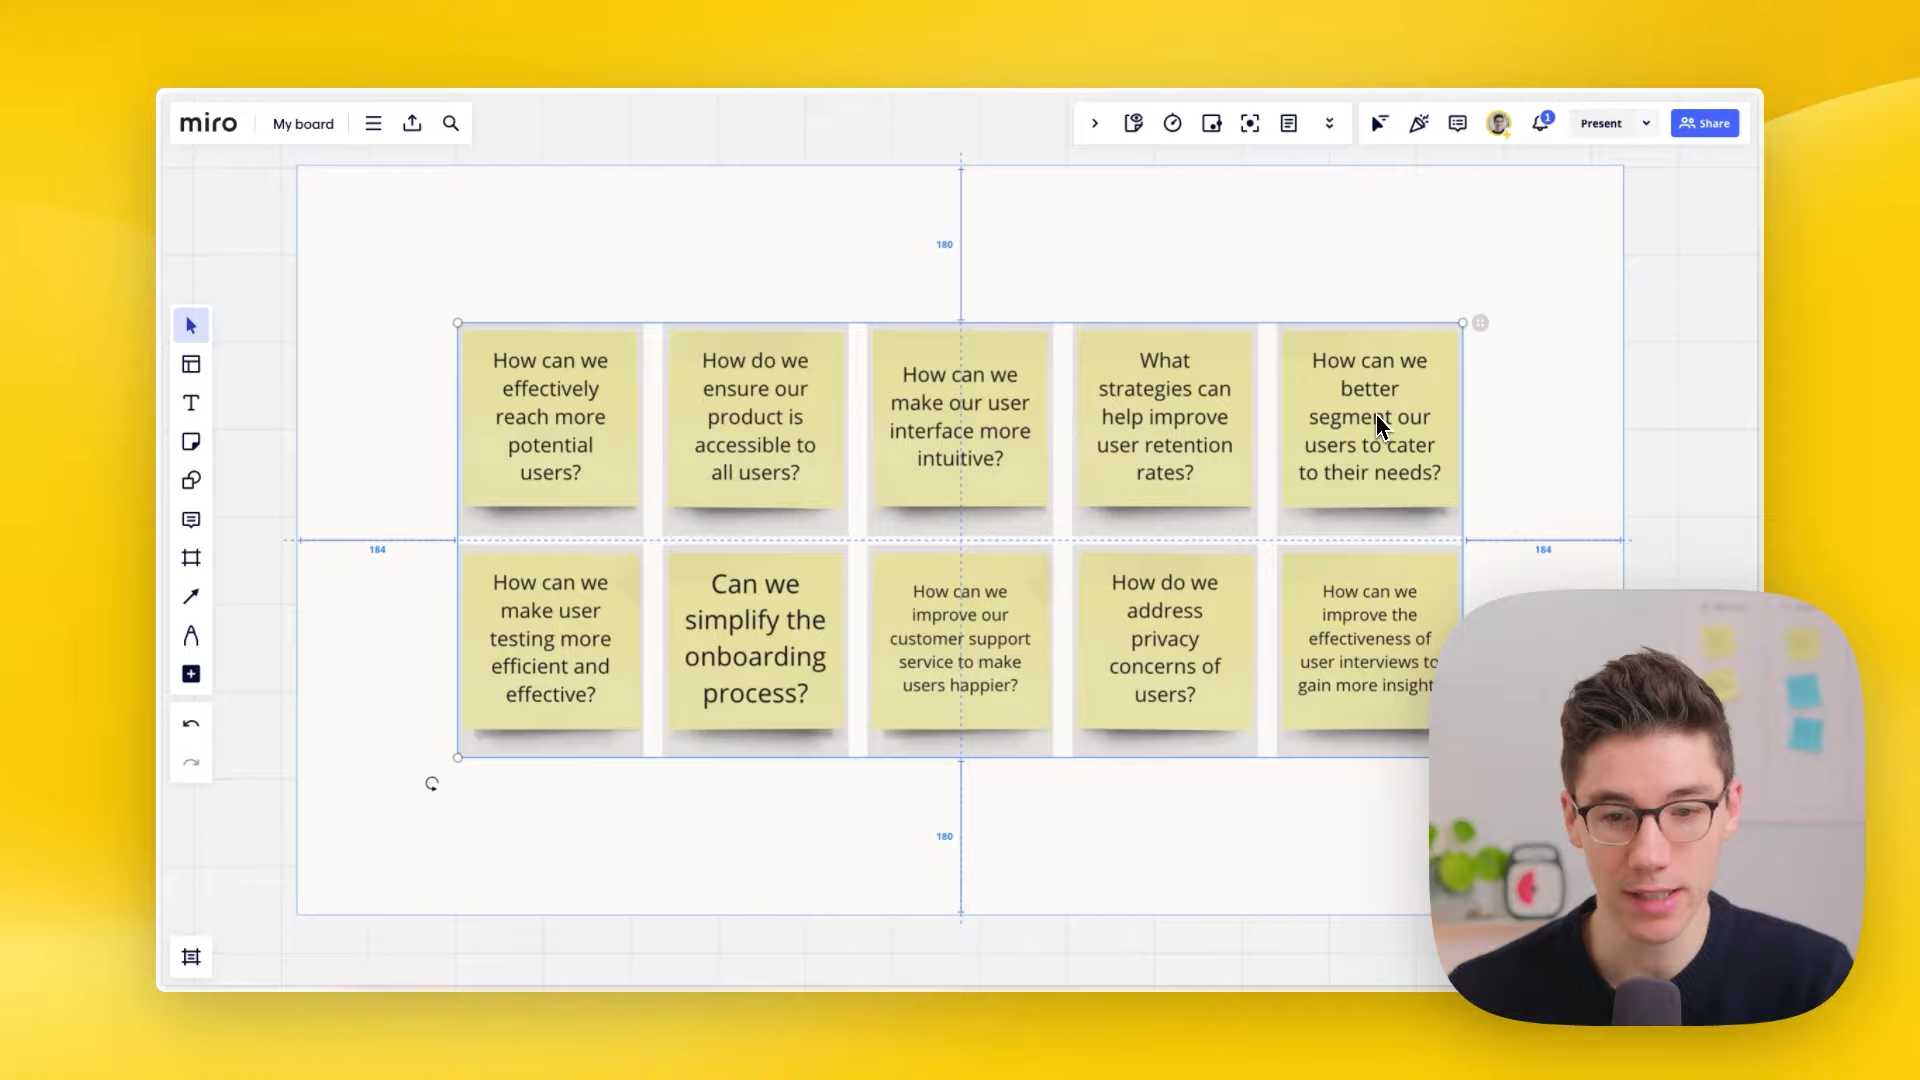 miro
My board
1
Present
Share
180
How can we
effectively
reach more
potential
users?
How do we
ensure our
product is
accessible to
all users?
How can we
make our user
interface more
intuitive?
What
strategies can
help improve
user retention
rates?
How can we
better
segment our
users to cater
to their needs?
184
184
How can we
make user
testing more
efficient and
effective?
Can we
simplify the
onboarding
process?
How can we
improve our
customer support
service to make
users happier?
How do we
address
privacy
concerns of
users?
How can we
improve the
effectiveness of
user interviews to
gain more insight
180